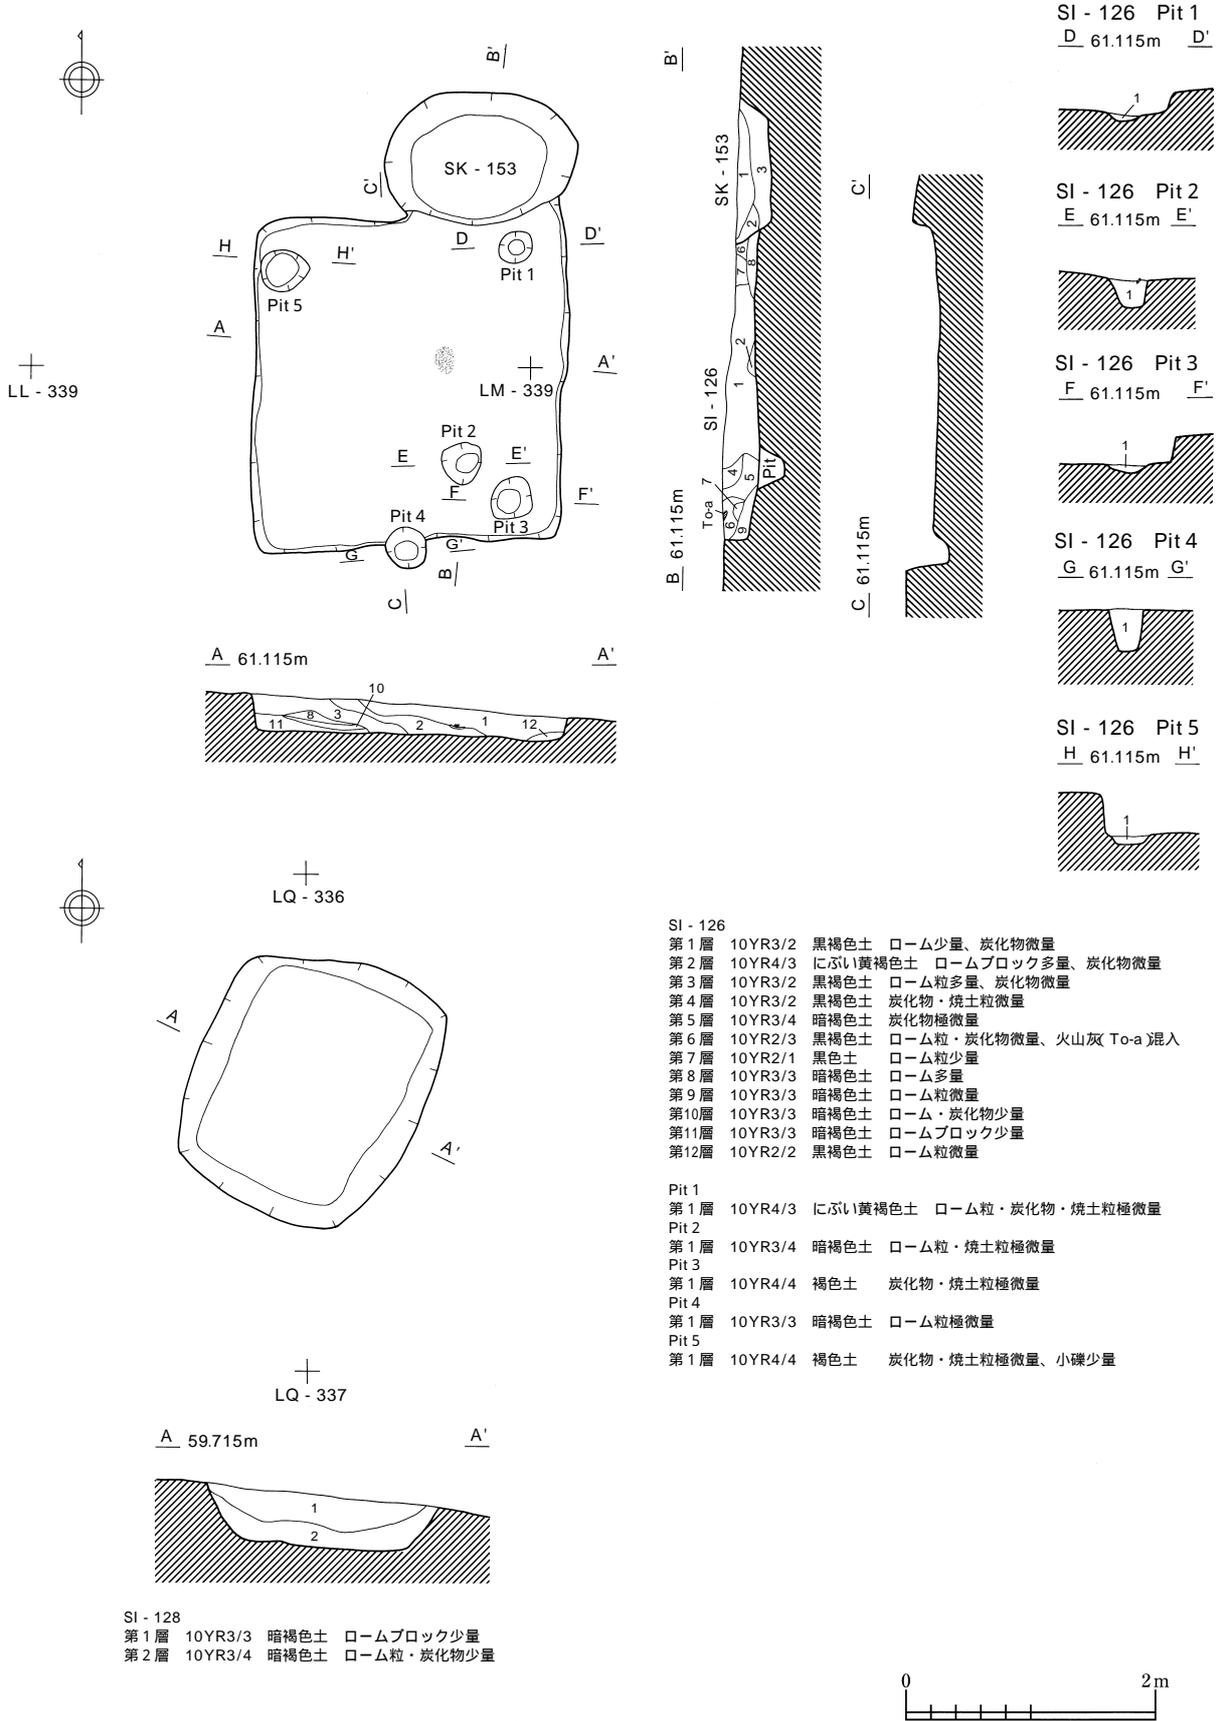 B'
SK - 153
C'
D
D'
H
H'
Pit 1
Pit 5
A
A'
LL - 339
LM - 339
Pit 2
E
E'
F
F'
Pit 4
Pit 3
G
G'
B
C
A 61.115m A'
10
8
3
11
2
1
12
B'
SK - 153
1
3
2
6
7
8
2
1
SI - 126
4
5
Pit
7
To-a
6
9
B 61.115m
C'
C 61.115m
SI - 126 Pit 1
D 61.115m D'
1
SI - 126 Pit 2
E 61.115m E'
1
SI - 126 Pit 3
F 61.115m F'
1
SI - 126 Pit 4
G 61.115m G'
1
SI - 126 Pit 5
H 61.115m H'
1
LQ - 336
A
A'
LQ - 337
A 59.715m A'
1
2
SI - 128
第1層 10YR3/3 暗褐色土 ロームブロック少量
第2層 10YR3/4 暗褐色土 ローム粒・炭化物少量
SI - 126
第1層 10YR3/2 黒褐色土 ローム少量、炭化物微量
第2層 10YR4/3 にぶい黄褐色土 ロームブロック多量、炭化物微量
第3層 10YR3/2 黒褐色土 ローム粒多量、炭化物微量
第4層 10YR3/2 黒褐色土 炭化物・焼土粒微量
第5層 10YR3/4 暗褐色土 炭化物極微量
第6層 10YR2/3 黒褐色土 ローム粒・炭化物微量、火山灰(To-a)混入
第7層 10YR2/1 黒色土 ローム粒少量
第8層 10YR3/3 暗褐色土 ローム多量
第9層 10YR3/3 暗褐色土 ローム粒微量
第10層 10YR3/3 暗褐色土 ローム・炭化物少量
第11層 10YR3/3 暗褐色土 ロームブロック少量
第12層 10YR2/2 黒褐色土 ローム粒微量
Pit 1
第1層 10YR4/3 にぶい黄褐色土 ローム粒・炭化物・焼土粒極微量
Pit 2
第1層 10YR3/4 暗褐色土 ローム粒・焼土粒極微量
Pit 3
第1層 10YR4/4 褐色土 炭化物・焼土粒極微量
Pit 4
第1層 10YR3/3 暗褐色土 ローム粒極微量
Pit 5
第1層 10YR4/4 褐色土 炭化物・焼土粒極微量、小礫少量
0 2m